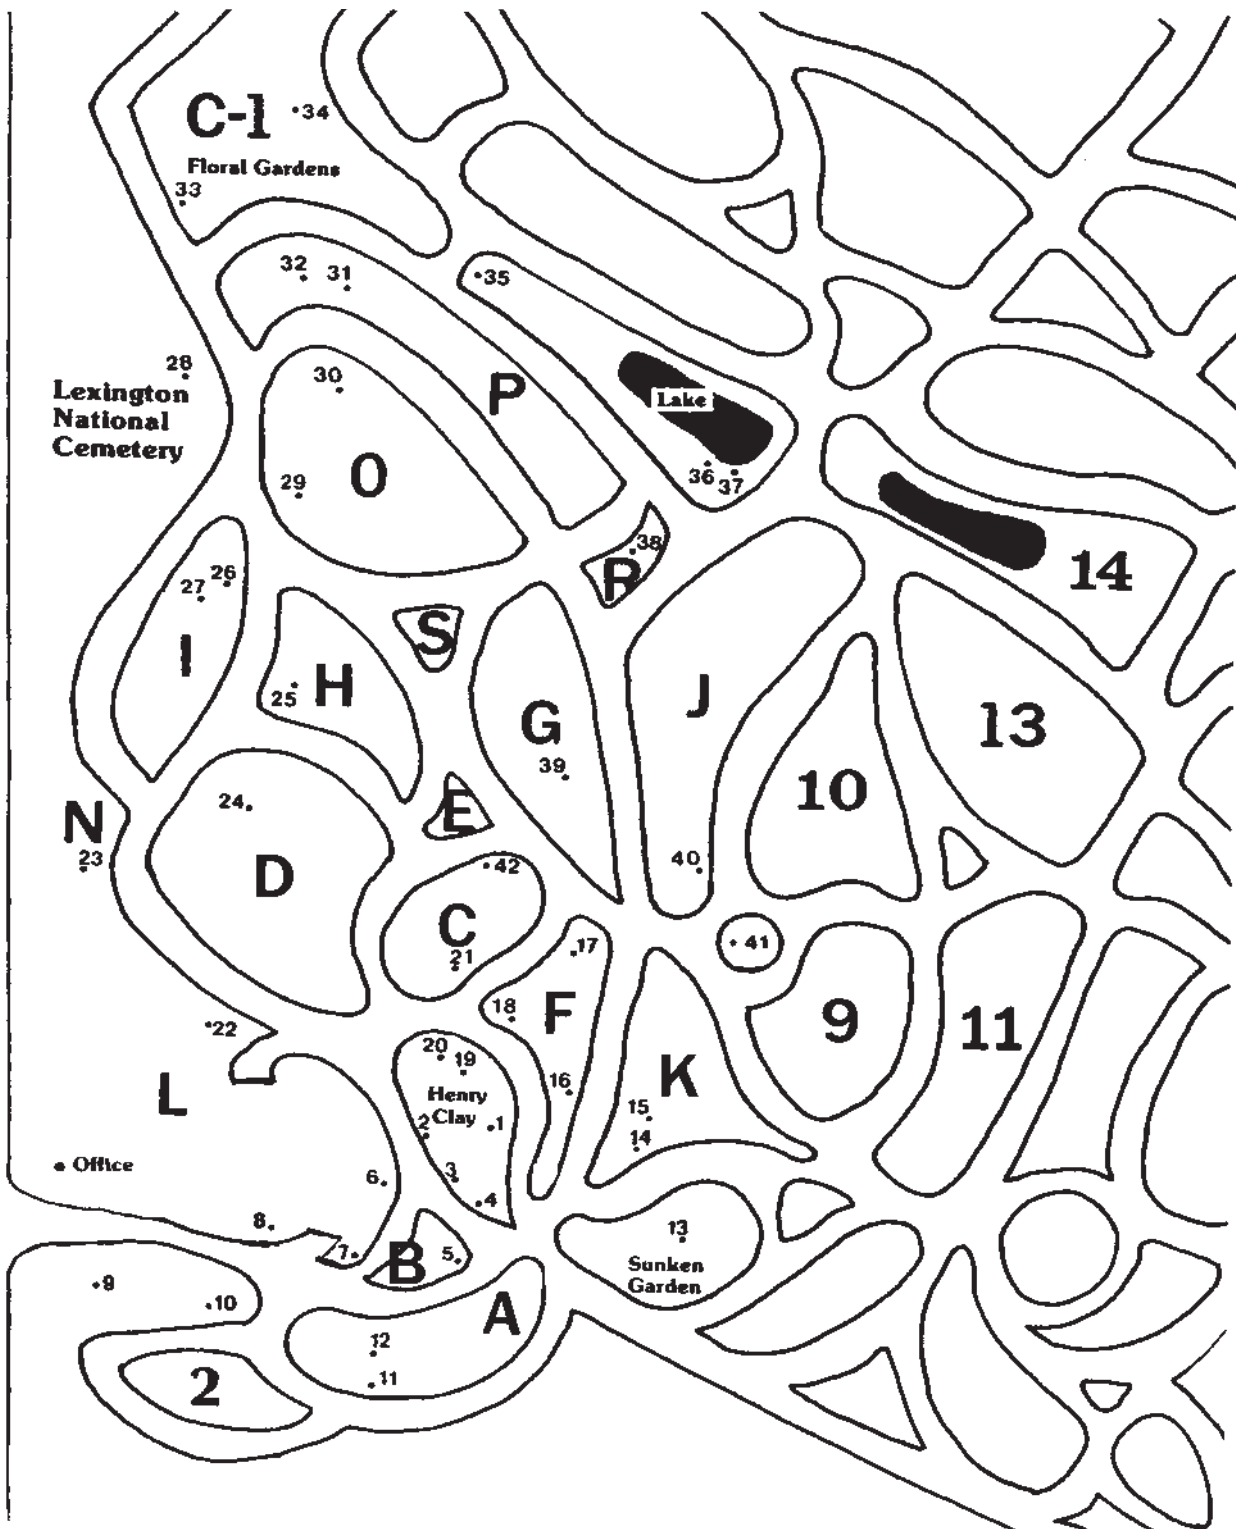 C-1
34
Floral Gardens
33
32
31
35
28
Lexington
National
Cemetery
30
P
Lake
O
29
36
37
38
R
14
26
27
I
S
H
25
G
J
13
39
10
24
E
N
23
D
42
40
C
21
17
41
18
F
9
11
22
20
19
16
K
Henry
Clay
2
1
15
14
L
Office
3
6
4
8
7
B
5
13
Sunken
Garden
9
10
A
12
11
2